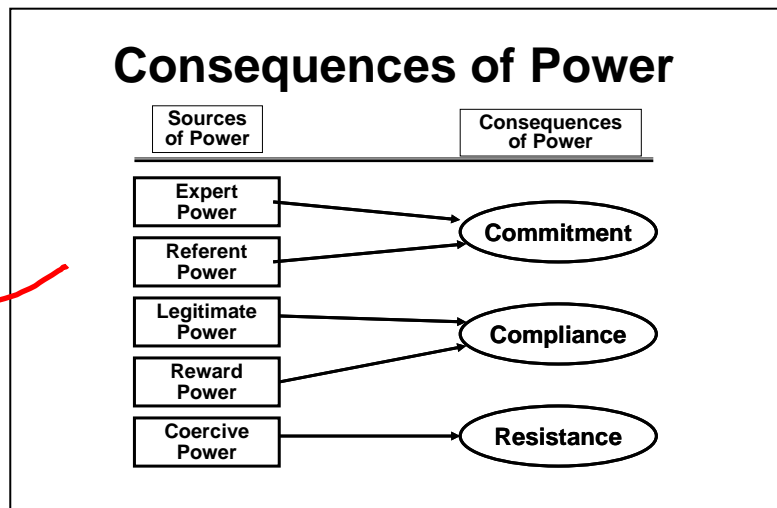 Consequences of Power
Sources
of Power
Consequences
of Power
Expert
Power
Referent
Power
Legitimate
Power
Reward
Power
Coercive
Power
Commitment
Compliance
Resistance